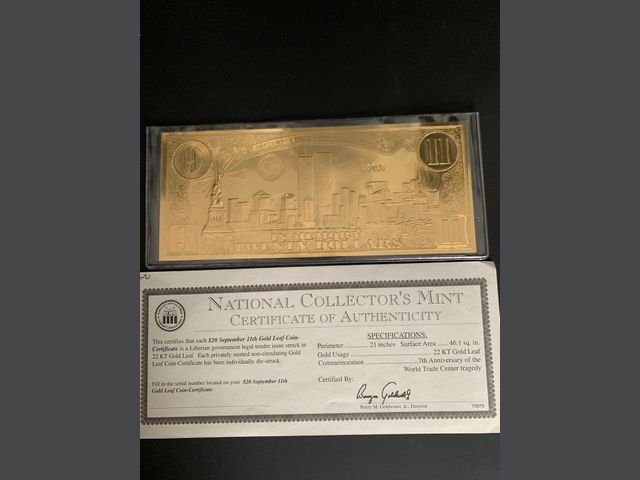 9
SEPTEMBER
11
IN MEMORY
TWENTY DOLLARS
NATIONAL COLLECTOR'S MINT
CERTIFICATE OF AUTHENTICITY
This certifies that each $20 September 11th Gold Leaf Coin-
Certificate is a Liberian government legal tender issue struck in
22 KT Gold Leaf. Each privately minted non-circulating Gold
Leaf Coin-Certificate has been individually die-struck.
Fill in the serial number located on your $20 September 11th
Gold Leaf Coin-Certificate.
SPECIFICATIONS:
Perimeter .......... 21 inches Surface Area ..... 46.1 sq. in.
Gold Usage .......... 22 KT Gold Leaf
Commemoration .......... 7th Anniversary of the
World Trade Center tragedy
Certified By:
Barry M. Goldwater, Jr., Director
70976